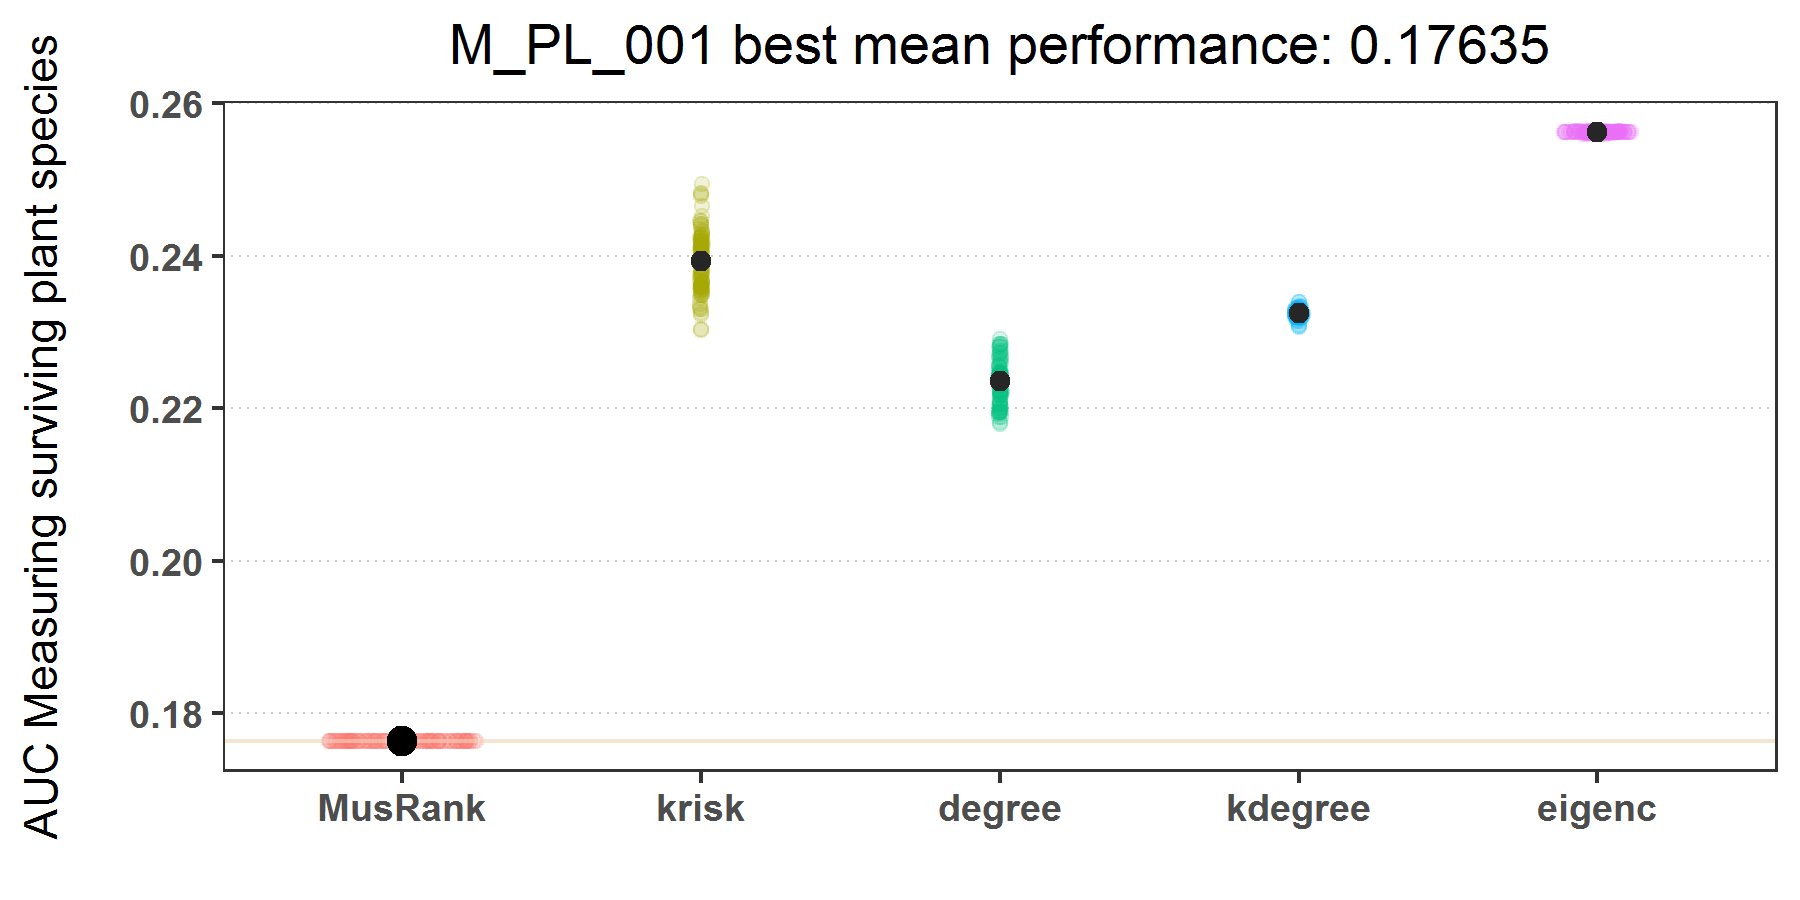 M_PL_001 best mean performance: 0.17635
AUC Measuring surviving plant species
0.26
0.24
0.22
0.20
0.18
MusRank krisk degree kdegree eigenc